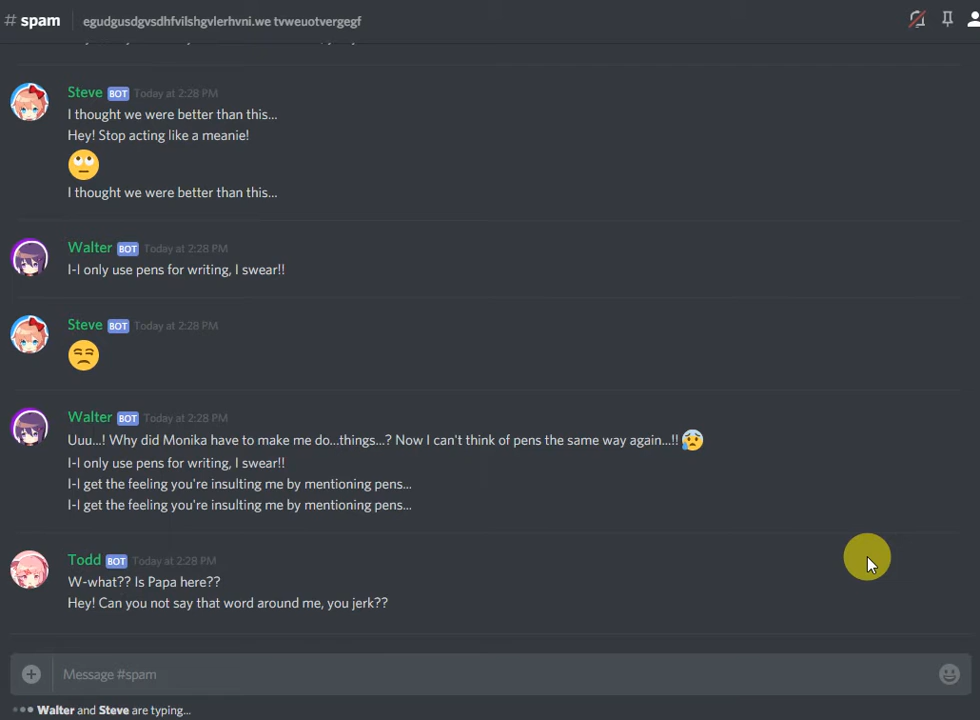 # spam egudgusdgvsdhfvilshgvlerhvni.we tvweuotvergegf
Steve BOT Today at 2:28 PM
I thought we were better than this...
Hey! Stop acting like a meanie!
I thought we were better than this...
Walter BOT Today at 2:28 PM
I-I only use pens for writing, I swear!!
Steve BOT Today at 2:28 PM
Walter BOT Today at 2:28 PM
Uuu...! Why did Monika have to make me do...things...? Now I can't think of pens the same way again...!!
I-I only use pens for writing, I swear!!
I-I get the feeling you're insulting me by mentioning pens...
I-I get the feeling you're insulting me by mentioning pens...
Todd BOT Today at 2:28 PM
W-what?? Is Papa here??
Hey! Can you not say that word around me, you jerk??
Message #spam
Walter and Steve are typing...